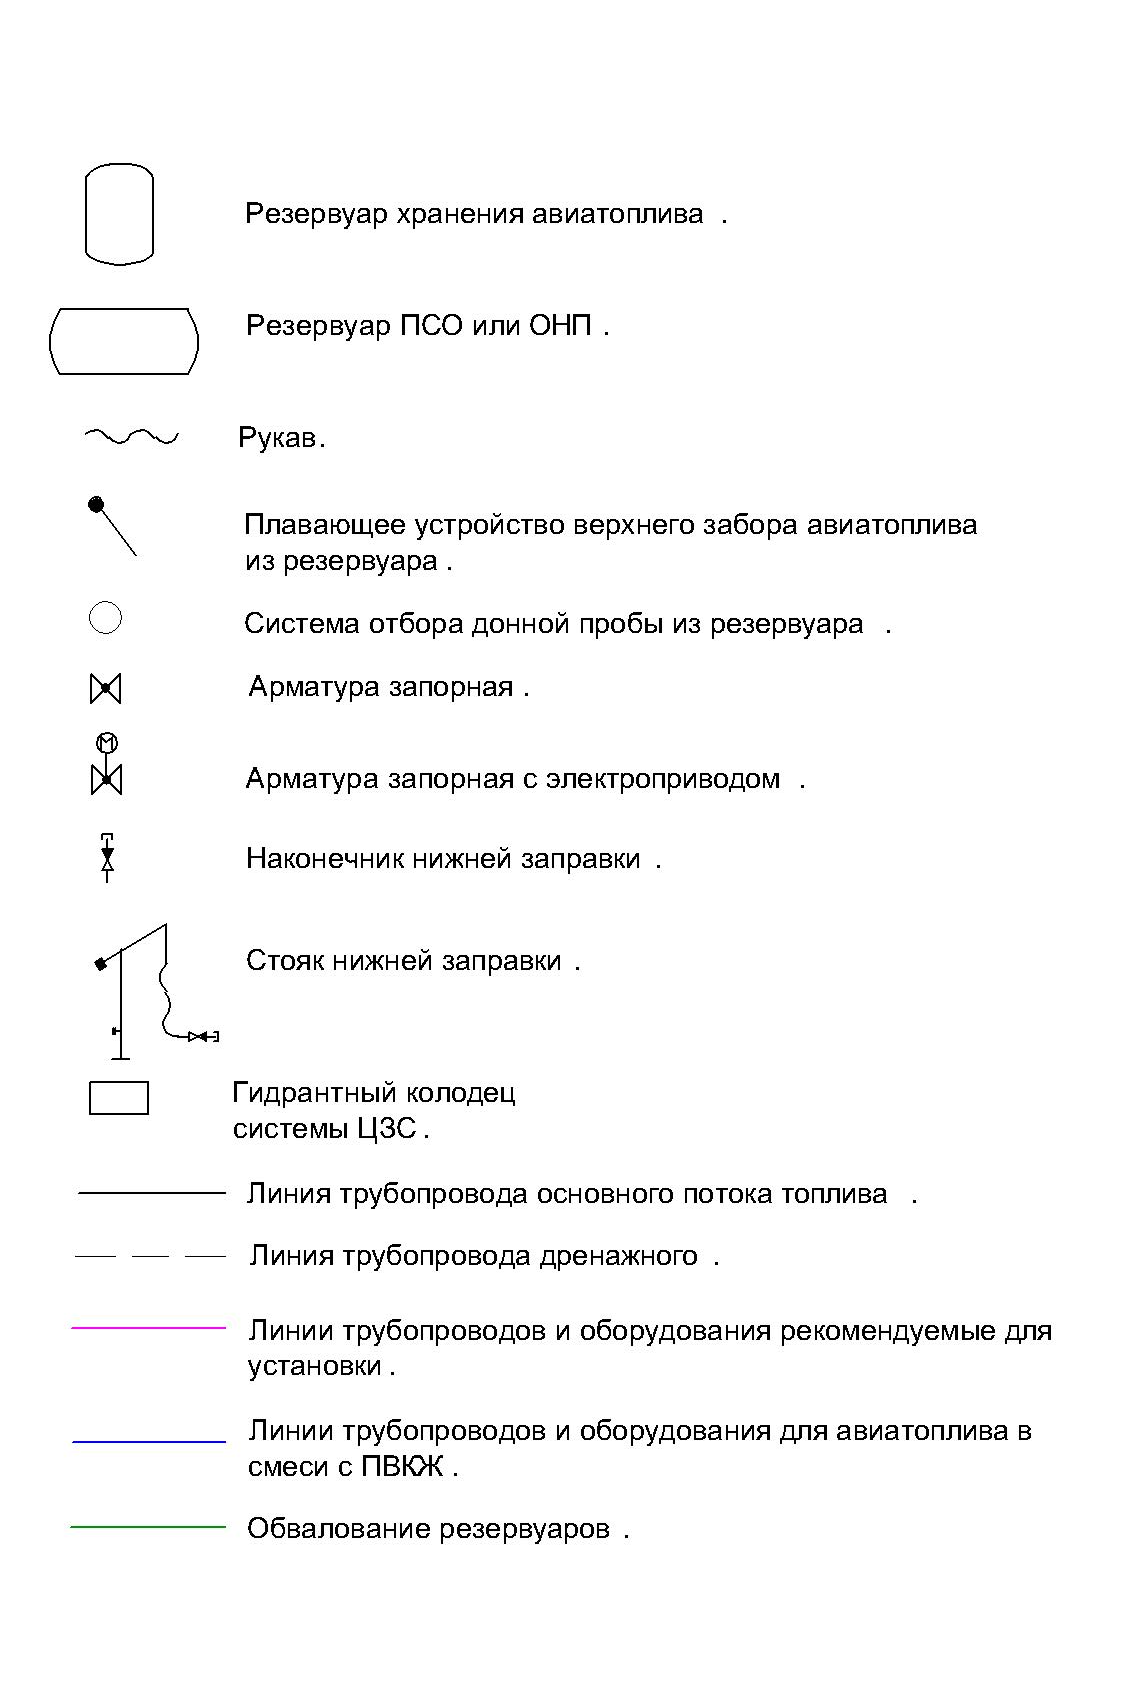 Резервуар хранения авиатоплива .
Резервуар ПСО или ОНП .
Рукав.
Плавающее устройство верхнего забора авиатоплива
из резервуара .
Система отбора донной пробы из резервуара .
Арматура запорная .
М
Арматура запорная с электроприводом .
Наконечник нижней заправки .
Стояк нижней заправки .
Гидрантный колодец
системы ЦЗС .
Линия трубопровода основного потока топлива .
Линия трубопровода дренажного .
Линии трубопроводов и оборудования рекомендуемые для
установки .
Линии трубопроводов и оборудования для авиатоплива в
смеси с ПВКЖ .
Обвалование резервуаров .